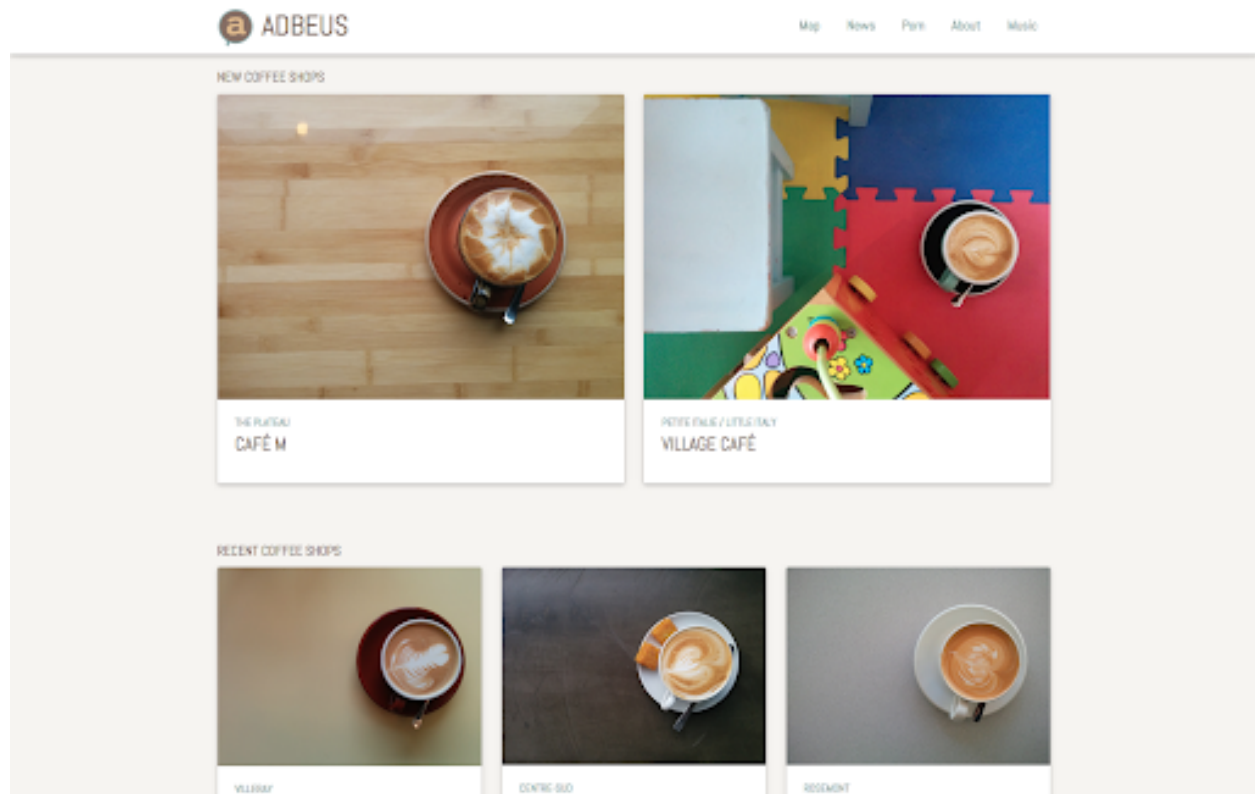 a ADBEUS
Map News Porn About Music
NEW COFFEE SHOPS
THE PLATEAU
CAFÉ M
PETITE ITALIE / LITTLE ITALY
VILLAGE CAFÉ
RECENT COFFEE SHOPS
VILLERAY
CENTRE-SUD
ROSEMONT